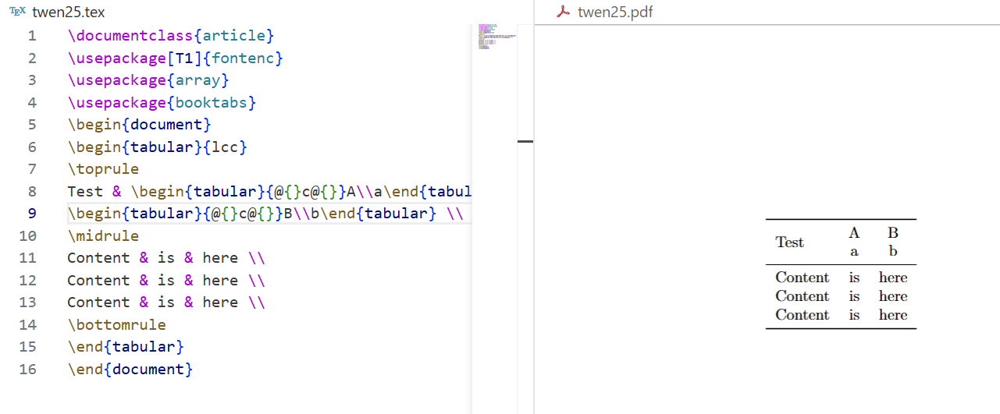 TEX twen25.tex
1 \documentclass{article}
2 \usepackage[T1]{fontenc}
3 \usepackage{array}
4 \usepackage{booktabs}
5 \begin{document}
6 \begin{tabular}{lcc}
7 \toprule
8 Test & \begin{tabular}{@{}c@{}}A\\a\end{tabul
9 \begin{tabular}{@{}c@{}}B\\b\end{tabular} \\
10 \midrule
11 Content & is & here \\
12 Content & is & here \\
13 Content & is & here \\
14 \bottomrule
15 \end{tabular}
16 \end{document}
twen25.pdf
Test A B
a b
Content is here
Content is here
Content is here